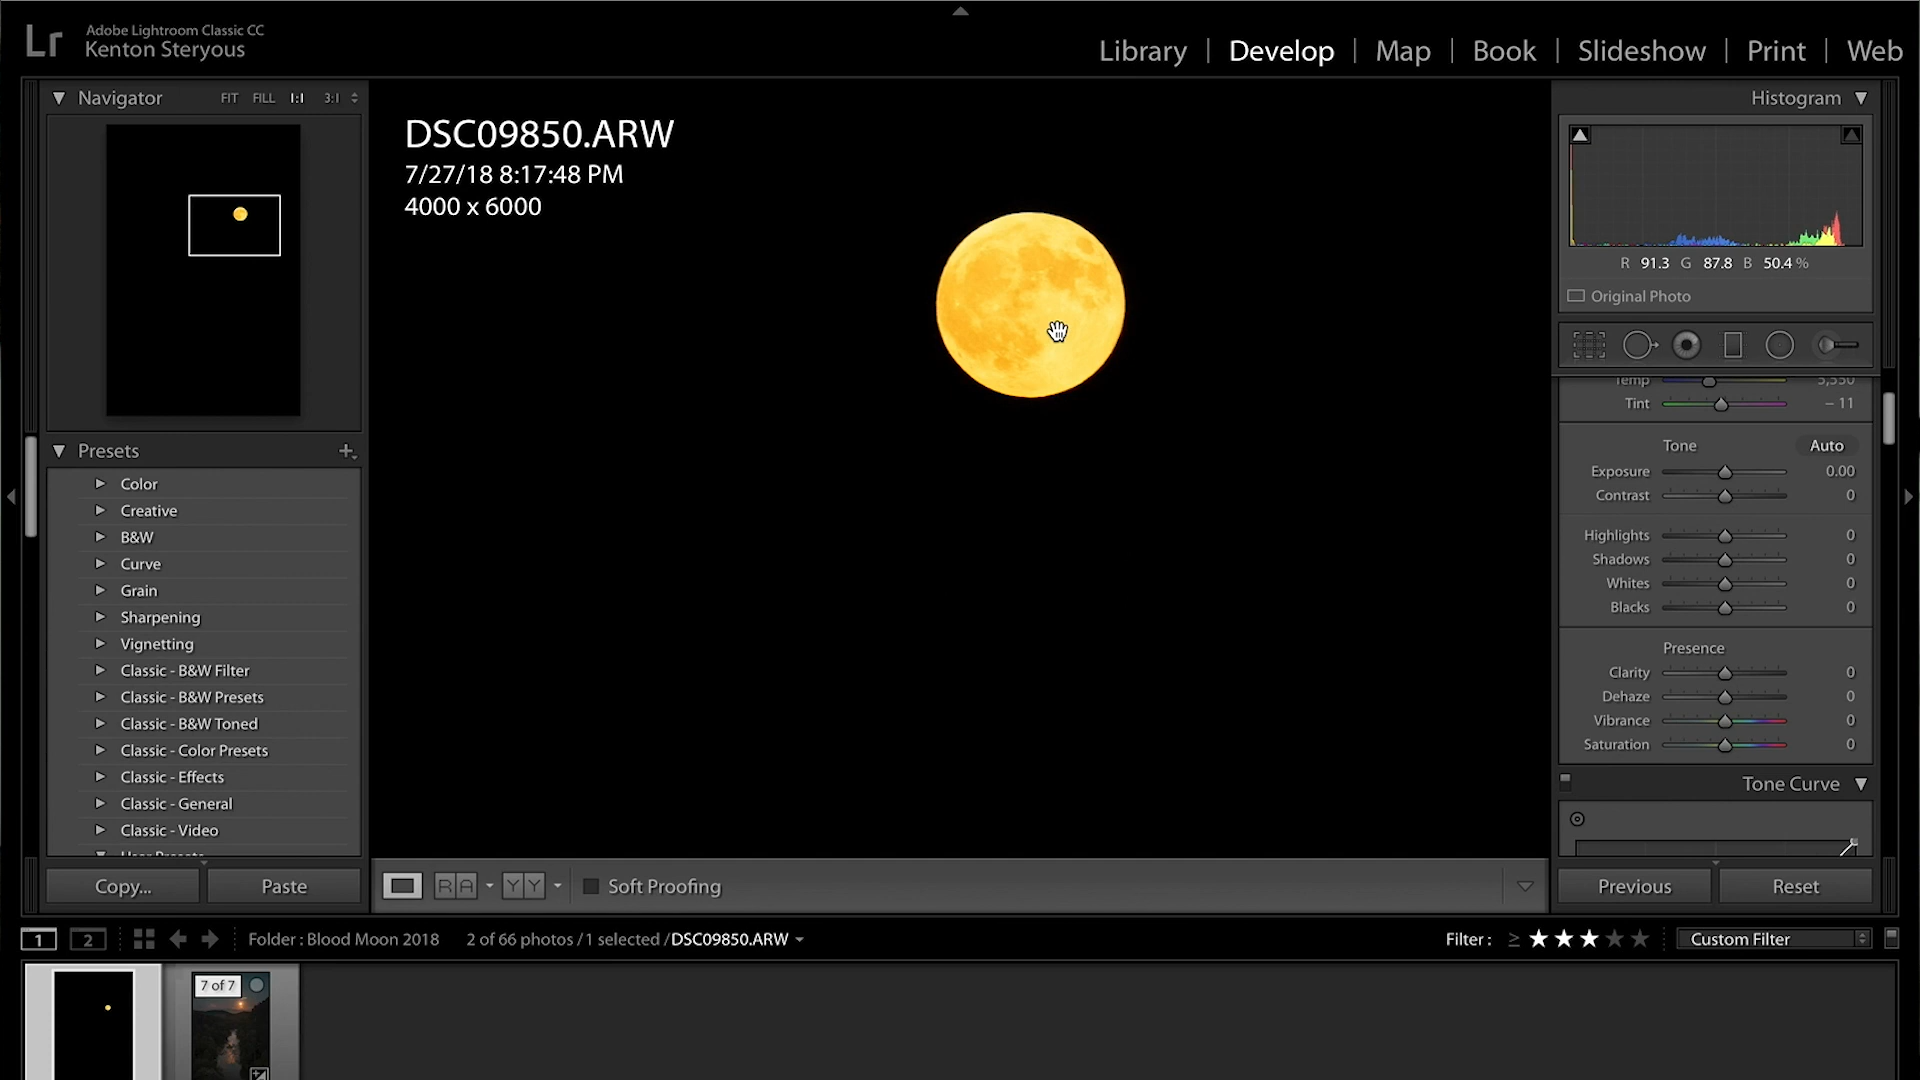 Lr
Adobe Lightroom Classic CC
Kenton Steryous
Library | Develop | Map | Book | Slideshow | Print | Web
Navigator FIT FILL 1:1 3:1
DSC09850.ARW
7/27/18 8:17:48 PM
4000 x 6000
Presets
Color
Creative
B&W
Curve
Grain
Sharpening
Vignetting
Classic - B&W Filter
Classic - B&W Presets
Classic - B&W Toned
Classic - Color Presets
Classic - Effects
Classic - General
Classic - Video
User Presets
Copy... Paste
Histogram
R 91.3 G 87.8 B 50.4 %
Original Photo
Temp 5,550
Tint – 11
Tone Auto
Exposure 0.00
Contrast 0
Highlights 0
Shadows 0
Whites 0
Blacks 0
Presence
Clarity 0
Dehaze 0
Vibrance 0
Saturation 0
Tone Curve
R A Y Y Soft Proofing
Previous Reset
1 2 Folder : Blood Moon 2018 2 of 66 photos / 1 selected / DSC09850.ARW Filter : ≥ ★★★★★ Custom Filter
7 of 7